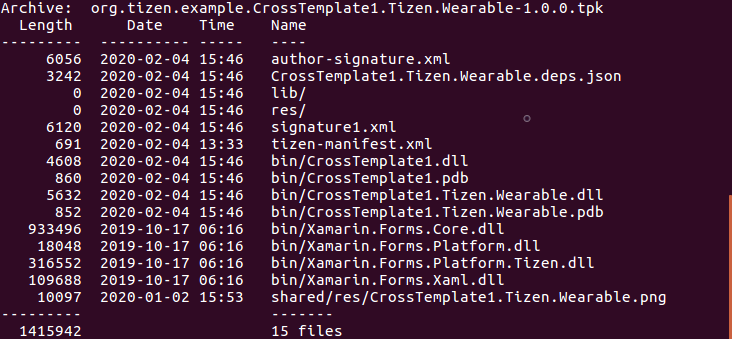 Archive:  org.tizen.example.CrossTemplate1.Tizen.Wearable-1.0.0.tpk
  Length      Date    Time    Name
---------  ---------- -----   ----
     6056  2020-02-04 15:46   author-signature.xml
     3242  2020-02-04 15:46   CrossTemplate1.Tizen.Wearable.deps.json
        0  2020-02-04 15:46   lib/
        0  2020-02-04 15:46   res/
     6120  2020-02-04 15:46   signature1.xml
      691  2020-02-04 13:33   tizen-manifest.xml
     4608  2020-02-04 15:46   bin/CrossTemplate1.dll
      860  2020-02-04 15:46   bin/CrossTemplate1.pdb
     5632  2020-02-04 15:46   bin/CrossTemplate1.Tizen.Wearable.dll
      852  2020-02-04 15:46   bin/CrossTemplate1.Tizen.Wearable.pdb
   933496  2019-10-17 06:16   bin/Xamarin.Forms.Core.dll
    18048  2019-10-17 06:16   bin/Xamarin.Forms.Platform.dll
   316552  2019-10-17 06:16   bin/Xamarin.Forms.Platform.Tizen.dll
   109688  2019-10-17 06:16   bin/Xamarin.Forms.Xaml.dll
    10097  2020-01-02 15:53   shared/res/CrossTemplate1.Tizen.Wearable.png
---------                     -------
  1415942                     15 files